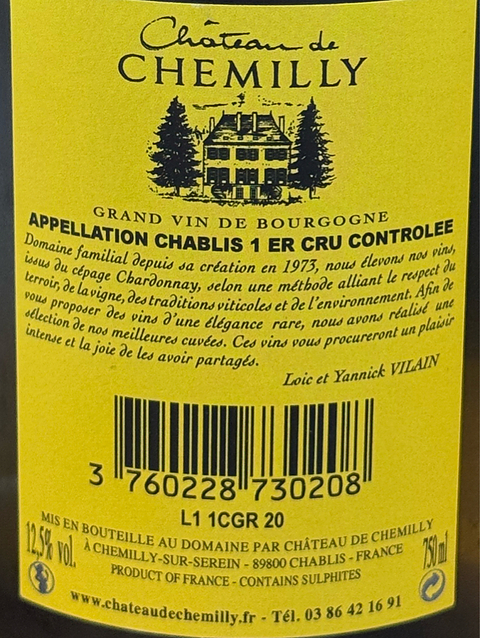 Château de
CHEMILLY
GRAND VIN DE BOURGOGNE
APPELLATION CHABLIS 1 ER CRU CONTROLEE
Domaine familial depuis sa création en 1973, nous élevons nos vins,
issus du cépage Chardonnay, selon une méthode alliant le respect du
terroir, de la vigne, des traditions viticoles et de l'environnement. Afin de
vous proposer des vins d'une élégance rare, nous avons réalisé une
sélection de nos meilleures cuvées. Ces vins vous procureront un plaisir
intense et la joie de les avoir partagés.
Loic et Yannick VILAIN
3 760228 730208
L1 1CGR 20
MIS EN BOUTEILLE AU DOMAINE PAR CHÂTEAU DE CHEMILLY
12,5% vol. À CHEMILLY-SUR-SEREIN - 89800 CHABLIS - FRANCE 750 ml
PRODUCT OF FRANCE - CONTAINS SULPHITES
www.chateaudechemilly.fr - Tél. 03 86 42 16 91